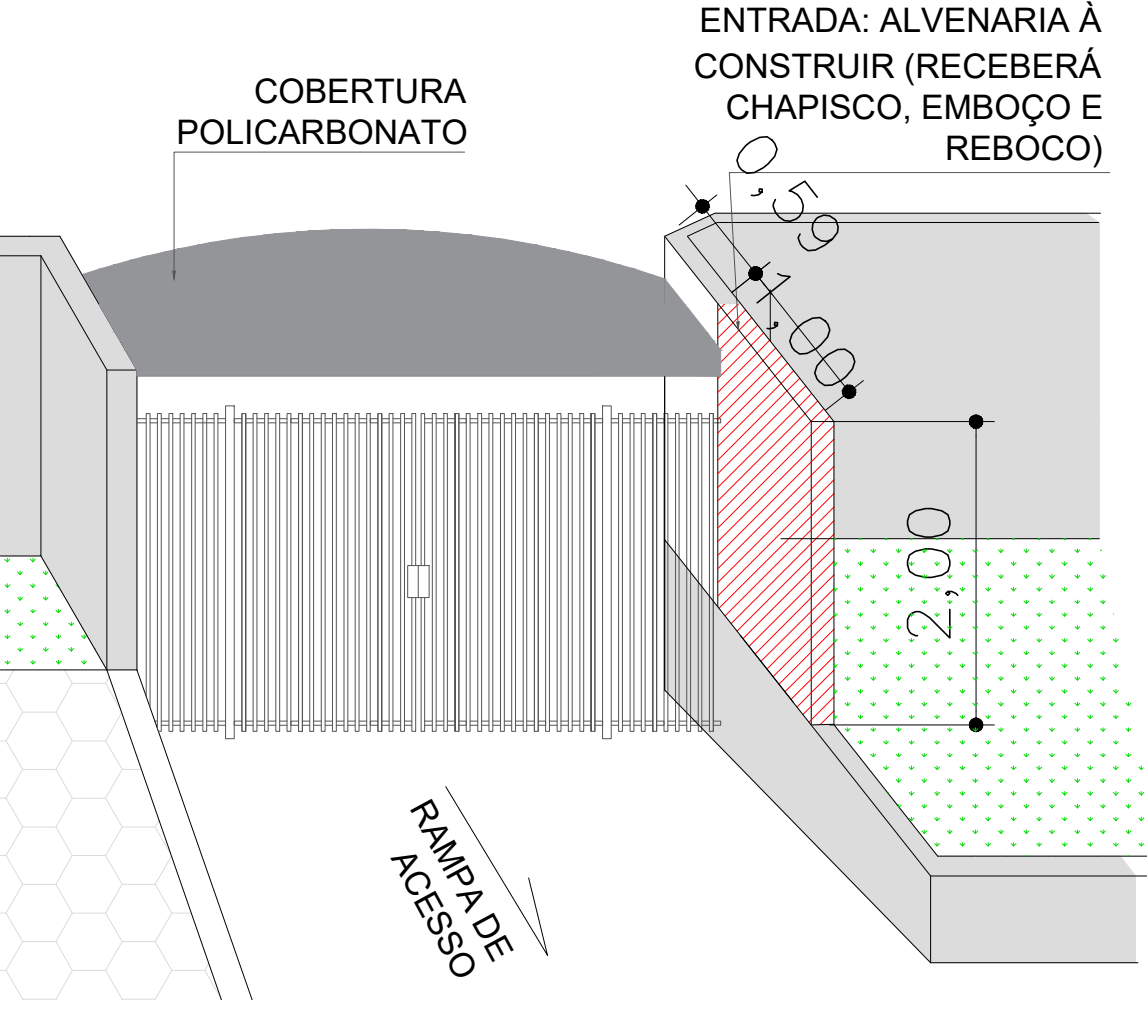 ENTRADA: ALVENARIA À
CONSTRUIR (RECEBERÁ
CHAPISCO, EMBOÇO E
REBOCO)
COBERTURA
POLICARBONATO
0,59
1,00
2,00
RAMPA DE
ACESSO